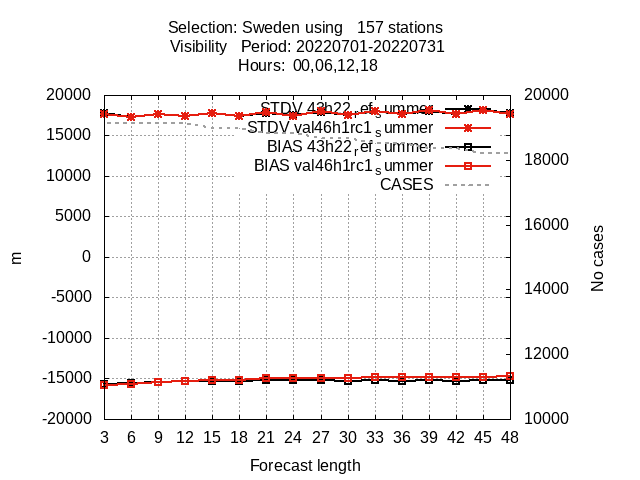 Selection: Sweden using 157 stations
Visibility Period: 20220701-20220731
Hours: 00,06,12,18
20000
15000
10000
5000
0
-5000
-10000
-15000
-20000
m
STDV 43h22_ref_summer
STDV val46h1rc1_summer
BIAS 43h22_ref_summer
BIAS val46h1rc1_summer
CASES
20000
18000
16000
14000
12000
10000
No cases
3 6 9 12 15 18 21 24 27 30 33 36 39 42 45 48
Forecast length